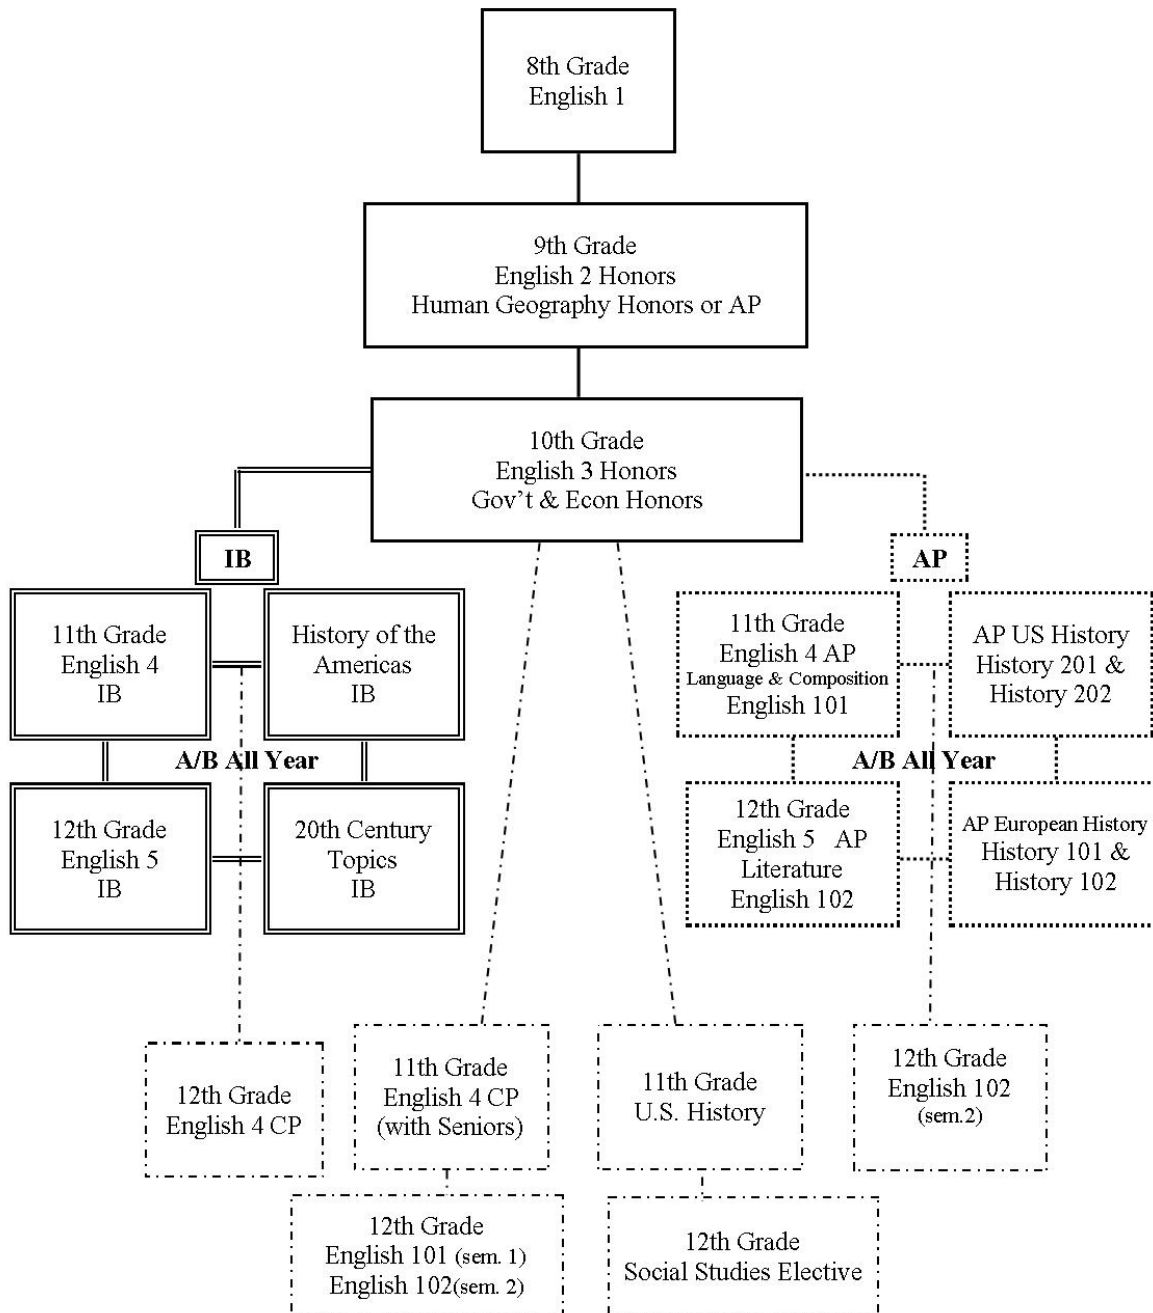 8th Grade
English 1
9th Grade
English 2 Honors
Human Geography Honors or AP
10th Grade
English 3 Honors
Gov't & Econ Honors
IB
AP
11th Grade
English 4
IB
History of the
Americas
IB
11th Grade
English 4 AP
Language & Composition
English 101
AP US History
History 201 &
History 202
A/B All Year
A/B All Year
12th Grade
English 5
IB
20th Century
Topics
IB
12th Grade
English 5 AP
Literature
English 102
AP European History
History 101 &
History 102
12th Grade
English 4 CP
11th Grade
English 4 CP
(with Seniors)
11th Grade
U.S. History
12th Grade
English 102
(sem.2)
12th Grade
English 101 (sem. 1)
English 102(sem. 2)
12th Grade
Social Studies Elective